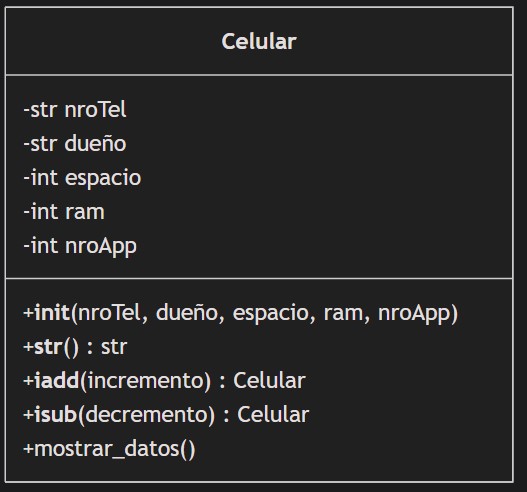 Celular
-str nroTel
-str dueño
-int espacio
-int ram
-int nroApp
+init(nroTel, dueño, espacio, ram, nroApp)
+str() : str
+iadd(incremento) : Celular
+isub(decremento) : Celular
+mostrar_datos()